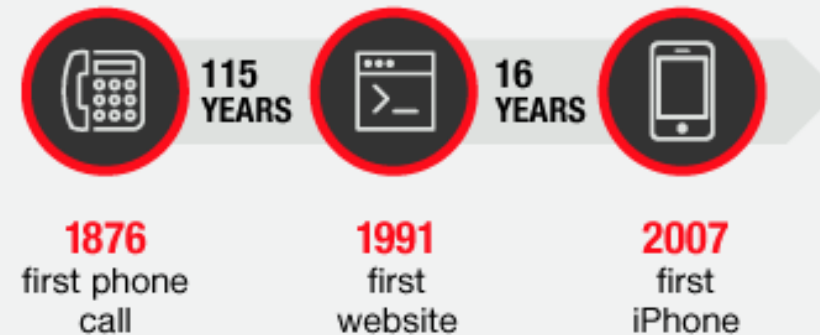 115
YEARS
16
YEARS
1876
first phone
call
1991
first
website
2007
first
iPhone